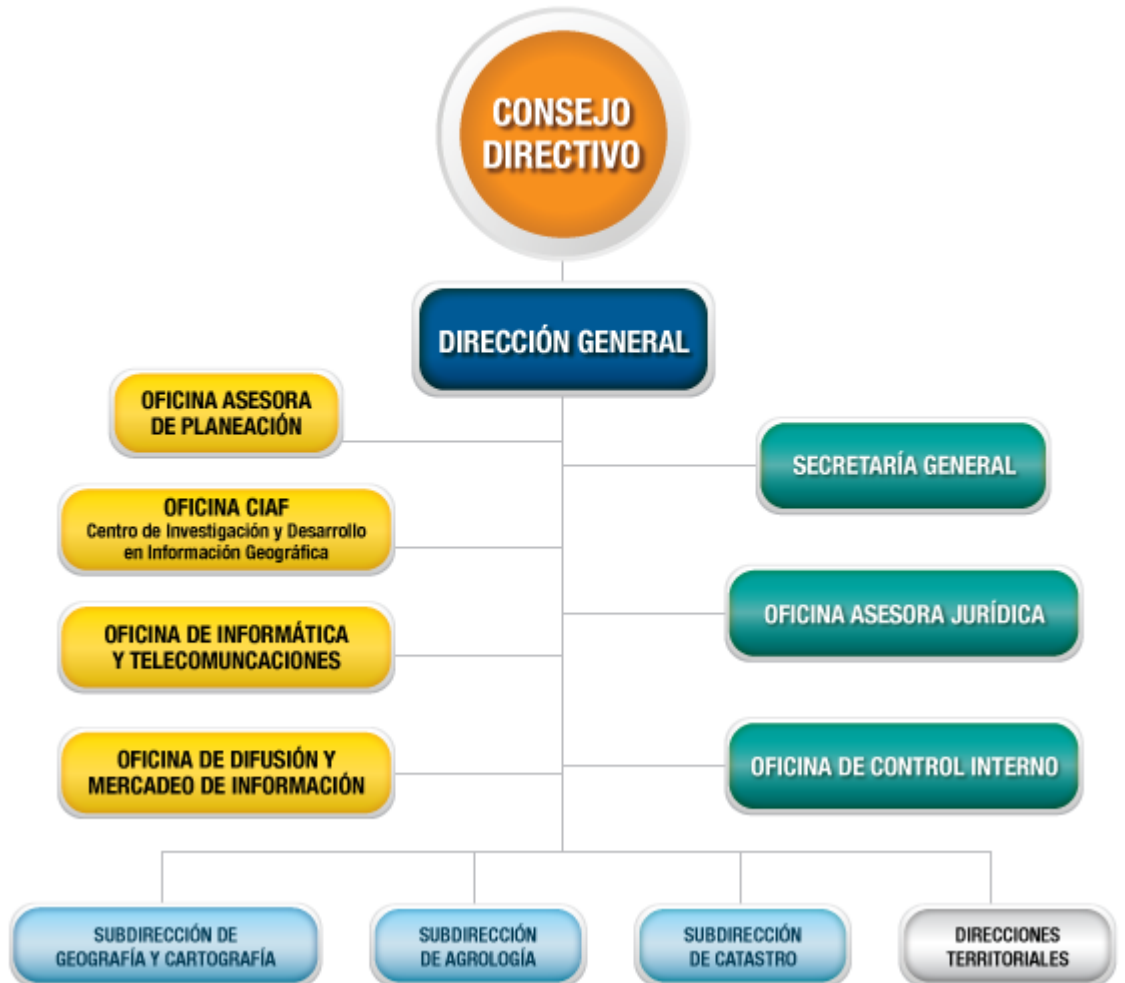 CONSEJO
DIRECTIVO
DIRECCIÓN GENERAL
OFICINA ASESORA
DE PLANEACIÓN
SECRETARÍA GENERAL
OFICINA CIAF
Centro de Investigación y Desarrollo
en Información Geográfica
OFICINA ASESORA JURÍDICA
OFICINA DE INFORMÁTICA
Y TELECOMUNCACIONES
OFICINA DE DIFUSIÓN Y
MERCADEO DE INFORMACIÓN
OFICINA DE CONTROL INTERNO
SUBDIRECCIÓN DE
GEOGRAFÍA Y CARTOGRAFÍA
SUBDIRECCIÓN
DE AGROLOGÍA
SUBDIRECCIÓN
DE CATASTRO
DIRECCIONES
TERRITORIALES